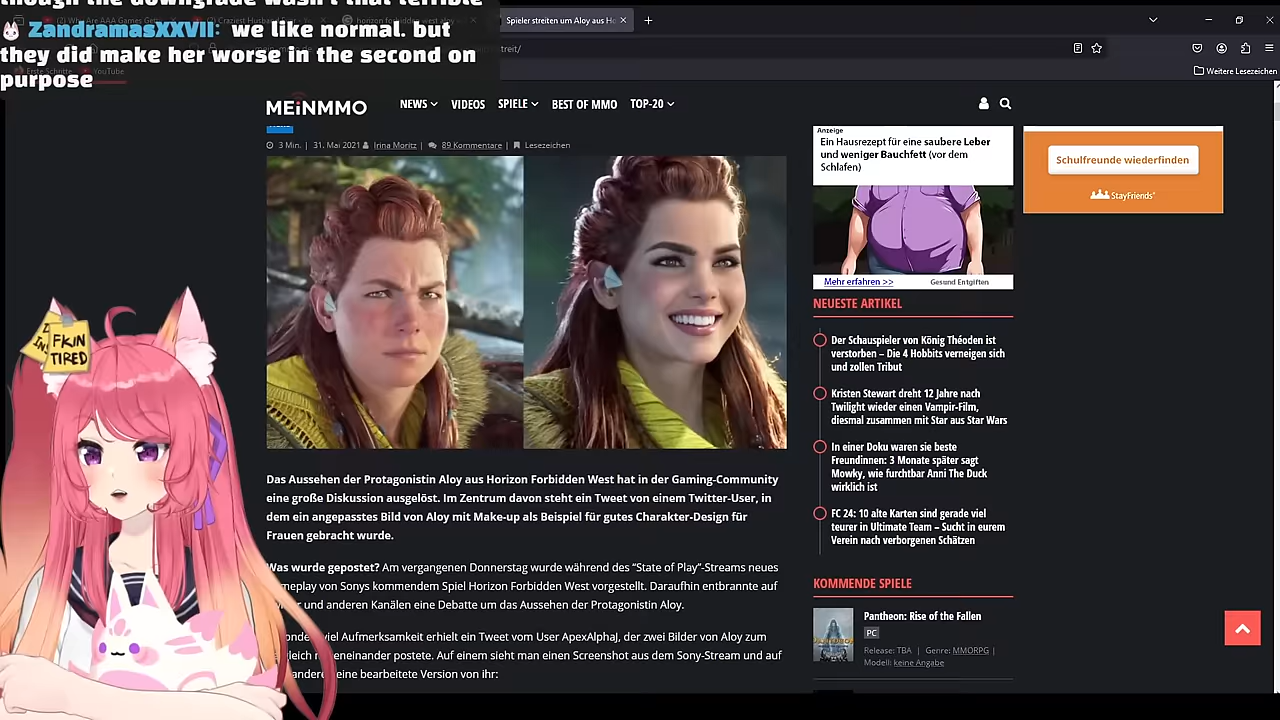 though the downgrade wasn't that terrible
ZandramasXXVII: we like normal. but
they did make her worse in the second on
purpose
Spieler streiten um Aloy aus Ho
Erste Schritte
YouTube
Weitere Lesezeichen
MEiNMMO
NEWS
VIDEOS
SPIELE
BEST OF MMO
TOP-20
3 Min. | 31. Mai 2021 Irina Moritz | 89 Kommentare | Lesezeichen
FKIN
TIRED
Das Aussehen der Protagonistin Aloy aus Horizon Forbidden West hat in der Gaming-Community
eine große Diskussion ausgelöst. Im Zentrum davon steht ein Tweet von einem Twitter-User, in
dem ein angepasstes Bild von Aloy mit Make-up als Beispiel für gutes Charakter-Design für
Frauen gebracht wurde.
Was wurde gepostet? Am vergangenen Donnerstag wurde während des “State of Play”-Streams neues
meplay von Sonys kommendem Spiel Horizon Forbidden West vorgestellt. Daraufhin entbrannte auf
und anderen Kanälen eine Debatte um das Aussehen der Protagonistin Aloy.
viel Aufmerksamkeit erhielt ein Tweet vom User ApexAlphaJ, der zwei Bilder von Aloy zum
neinander postete. Auf einem sieht man einen Screenshot aus dem Sony-Stream und auf
eine bearbeitete Version von ihr:
Anzeige
Ein Hausrezept für eine saubere Leber
und weniger Bauchfett (vor dem
Schlafen)
Mehr erfahren >>
Gesund Entgiften
Schulfreunde wiederfinden
StayFriends
NEUESTE ARTIKEL
Der Schauspieler von König Théoden ist
verstorben – Die 4 Hobbits verneigen sich
und zollen Tribut
Kristen Stewart dreht 12 Jahre nach
Twilight wieder einen Vampir-Film,
diesmal zusammen mit Star aus Star Wars
In einer Doku waren sie beste
Freundinnen: 3 Monate später sagt
Mowky, wie furchtbar Anni The Duck
wirklich ist
FC 24: 10 alte Karten sind gerade viel
teurer in Ultimate Team – Sucht in eurem
Verein nach verborgenen Schätzen
KOMMENDE SPIELE
Pantheon: Rise of the Fallen
PC
Release: TBA | Genre: MMORPG |
Modell: keine Angabe